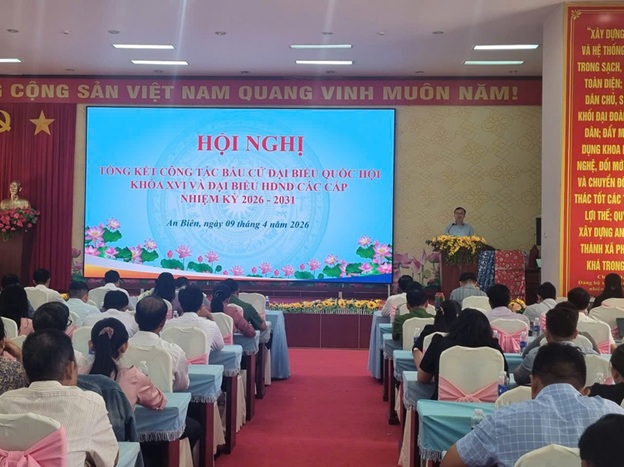 CỘNG SẢN VIỆT NAM QUANG VINH MUÔN NĂM!
HỘI NGHỊ
TỔNG KẾT CÔNG TÁC BẦU CỬ ĐẠI BIỂU QUỐC HỘI
KHÓA XVI VÀ ĐẠI BIỂU HĐND CÁC CẤP
NHIỆM KỲ 2026 - 2031
An Biên, ngày 09 tháng 4 năm 2026
"XÂY DỰNG
VÀ HỆ THỐNG
TRONG SẠCH,
TOÀN DIỆN;
DÂN CHỦ, S
KHỐI ĐẠI ĐOÀN
DÂN; ĐẨY M
DỤNG KHOA
NGHỆ, ĐỔI MỚI
VÀ CHUYỂN ĐỔ
THÁC TỐT CÁC T
LỢI THẾ; QUY
XÂY DỰNG AN
THÀNH XÃ PH
KHÁ TRONG